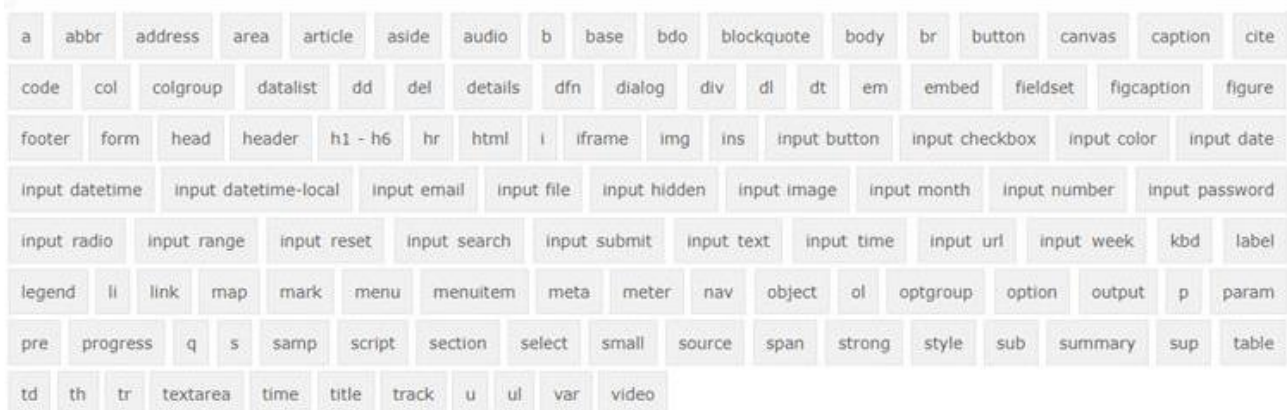 a abbr address area article aside audio b base bdo blockquote body br button canvas caption cite
code col colgroup datalist dd del details dfn dialog div dl dt em embed fieldset figcaption figure
footer form head header h1 - h6 hr html i iframe img ins input button input checkbox input color input date
input datetime input datetime-local input email input file input hidden input image input month input number input password
input radio input range input reset input search input submit input text input time input url input week kbd label
legend li link map mark menu menuitem meta meter nav object ol optgroup option output p param
pre progress q s samp script section select small source span strong style sub summary sup table
td th tr textarea time title track u ul var video